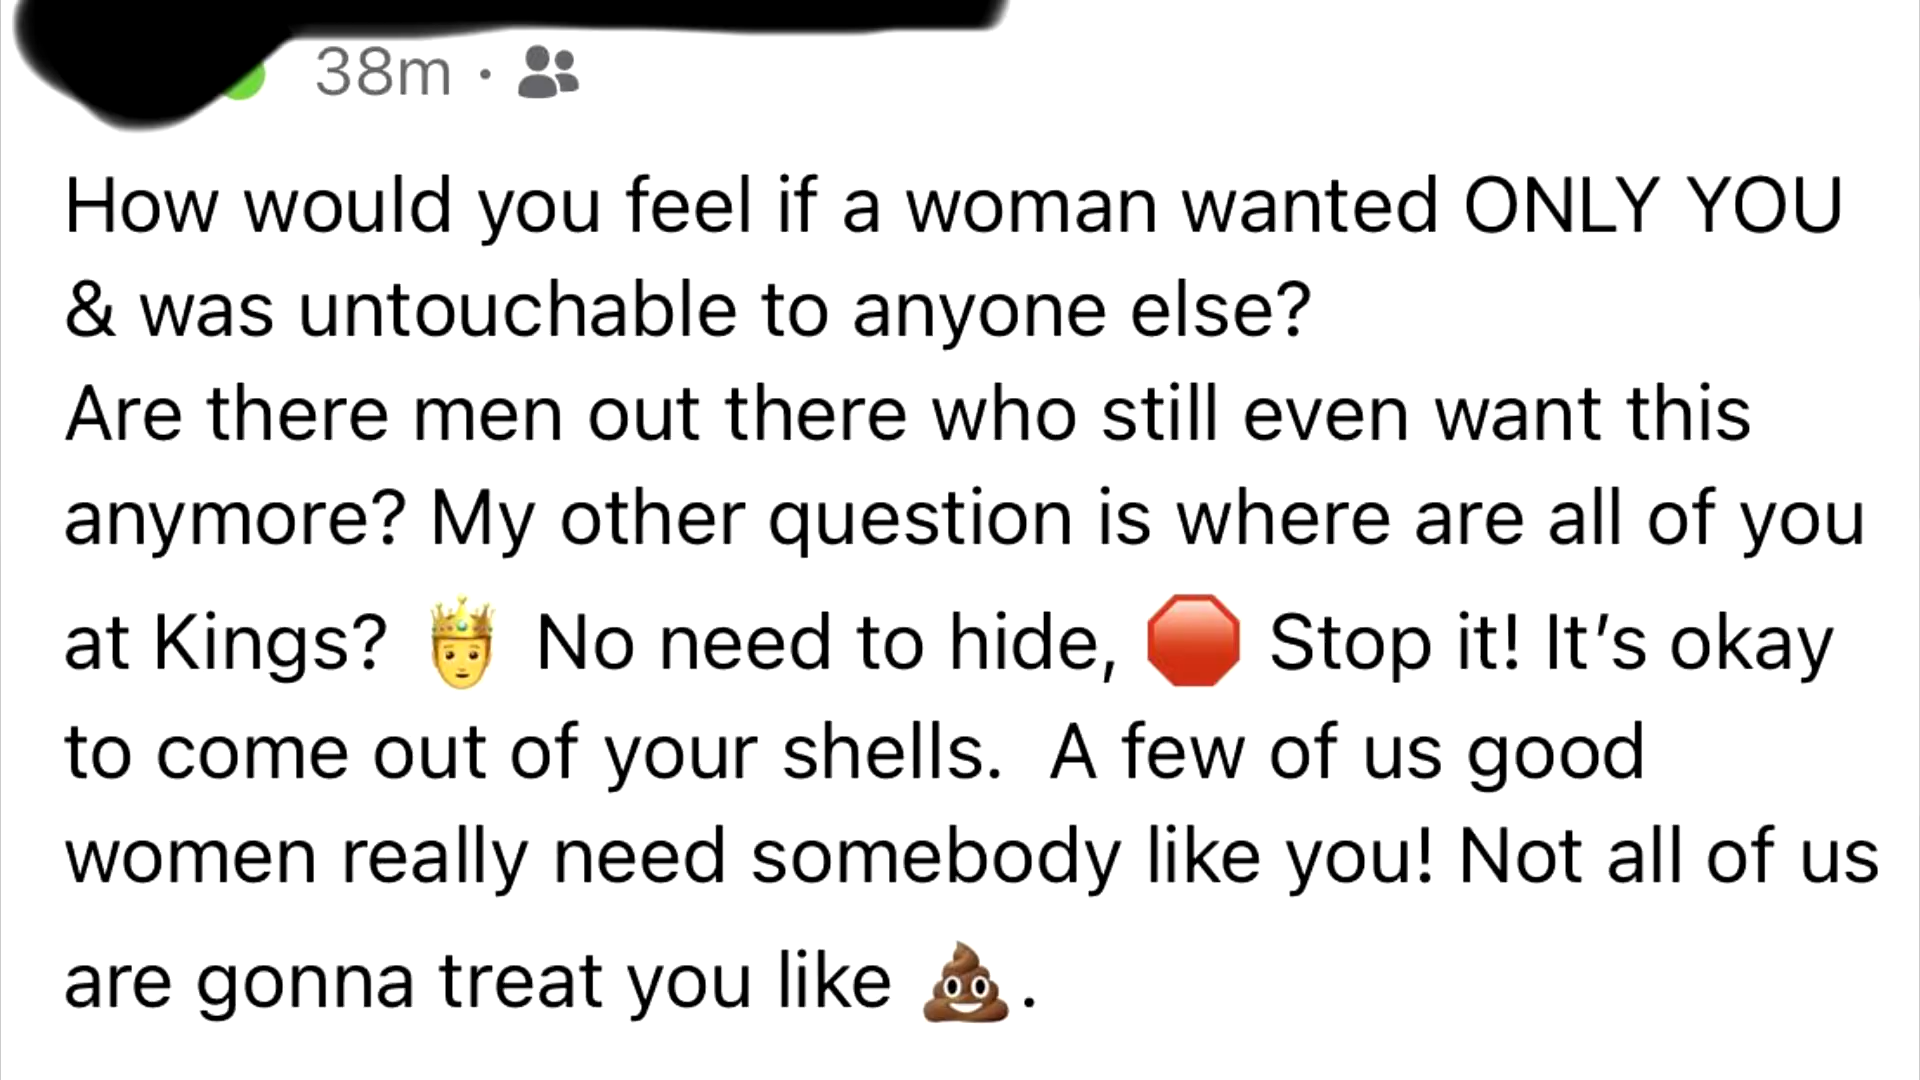 38m ·
How would you feel if a woman wanted ONLY YOU
& was untouchable to anyone else?
Are there men out there who still even want this
anymore? My other question is where are all of you
at Kings? 🤴 No need to hide, 🛑 Stop it! It’s okay
to come out of your shells.  A few of us good
women really need somebody like you! Not all of us
are gonna treat you like 💩.